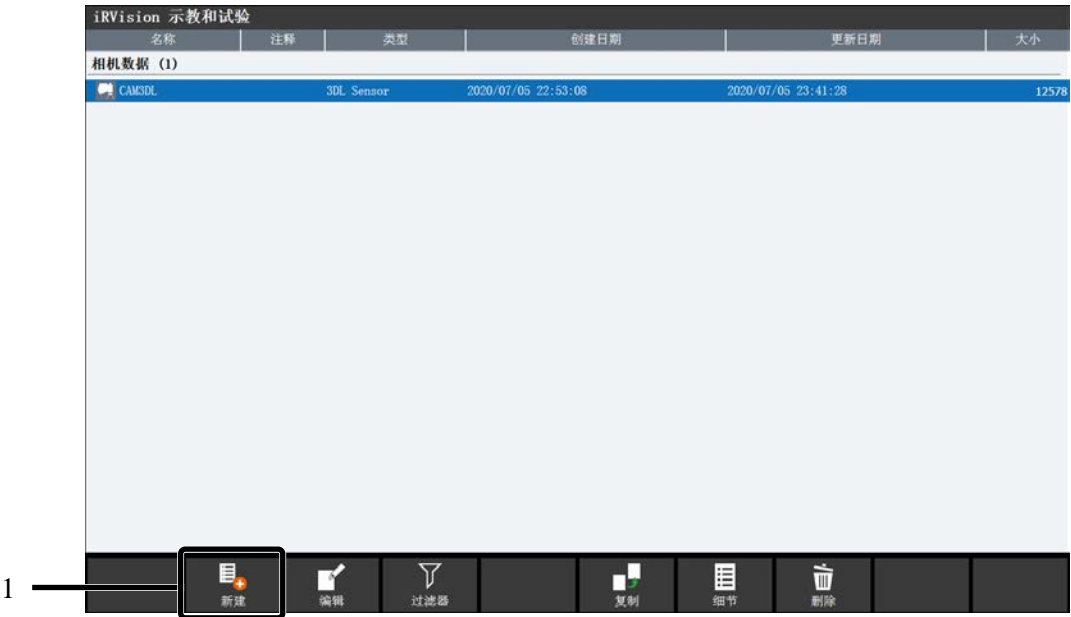 iRVision 示教和试验
名称 注释 类型 创建日期 更新日期 大小
相机数据 (1)
CAM3DL 3DL Sensor 2020/07/05 22:53:08 2020/07/05 23:41:28 12578
1
新建 编辑 过滤器 复制 细节 删除